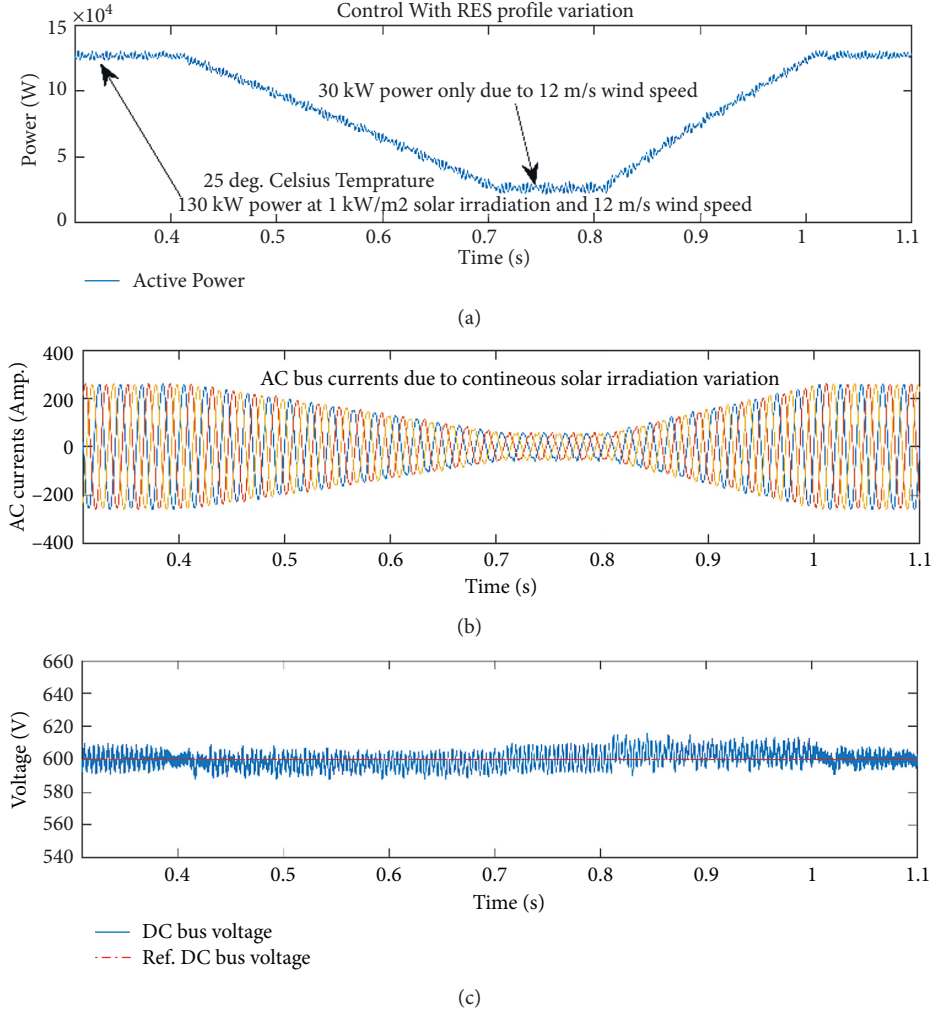 Control With RES profile variation
×10⁴
15
10
5
0
Power (W)
30 kW power only due to 12 m/s wind speed
25 deg. Celsius Temprature
130 kW power at 1 kW/m2 solar irradiation and 12 m/s wind speed
0.4 0.5 0.6 0.7 0.8 0.9 1 1.1
Time (s)
Active Power
(a)
400
200
0
–200
–400
AC currents (Amp.)
AC bus currents due to contineous solar irradiation variation
0.4 0.5 0.6 0.7 0.8 0.9 1 1.1
Time (s)
(b)
660
640
620
600
580
560
540
Voltage (V)
0.4 0.5 0.6 0.7 0.8 0.9 1 1.1
Time (s)
DC bus voltage
Ref. DC bus voltage
(c)